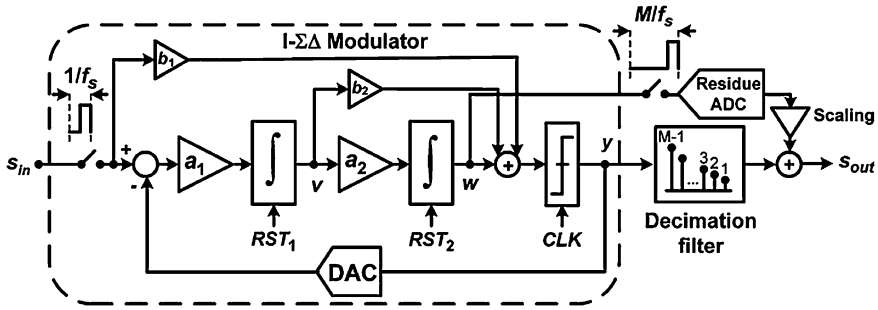 I-ΣΔ Modulator
M/fs
1/fs
b1
b2
Residue
ADC
Scaling
sin
+
-
a1
∫
v
a2
∫
w
+
y
M-1
...
3
2
1
+
sout
RST1
RST2
CLK
Decimation
filter
DAC